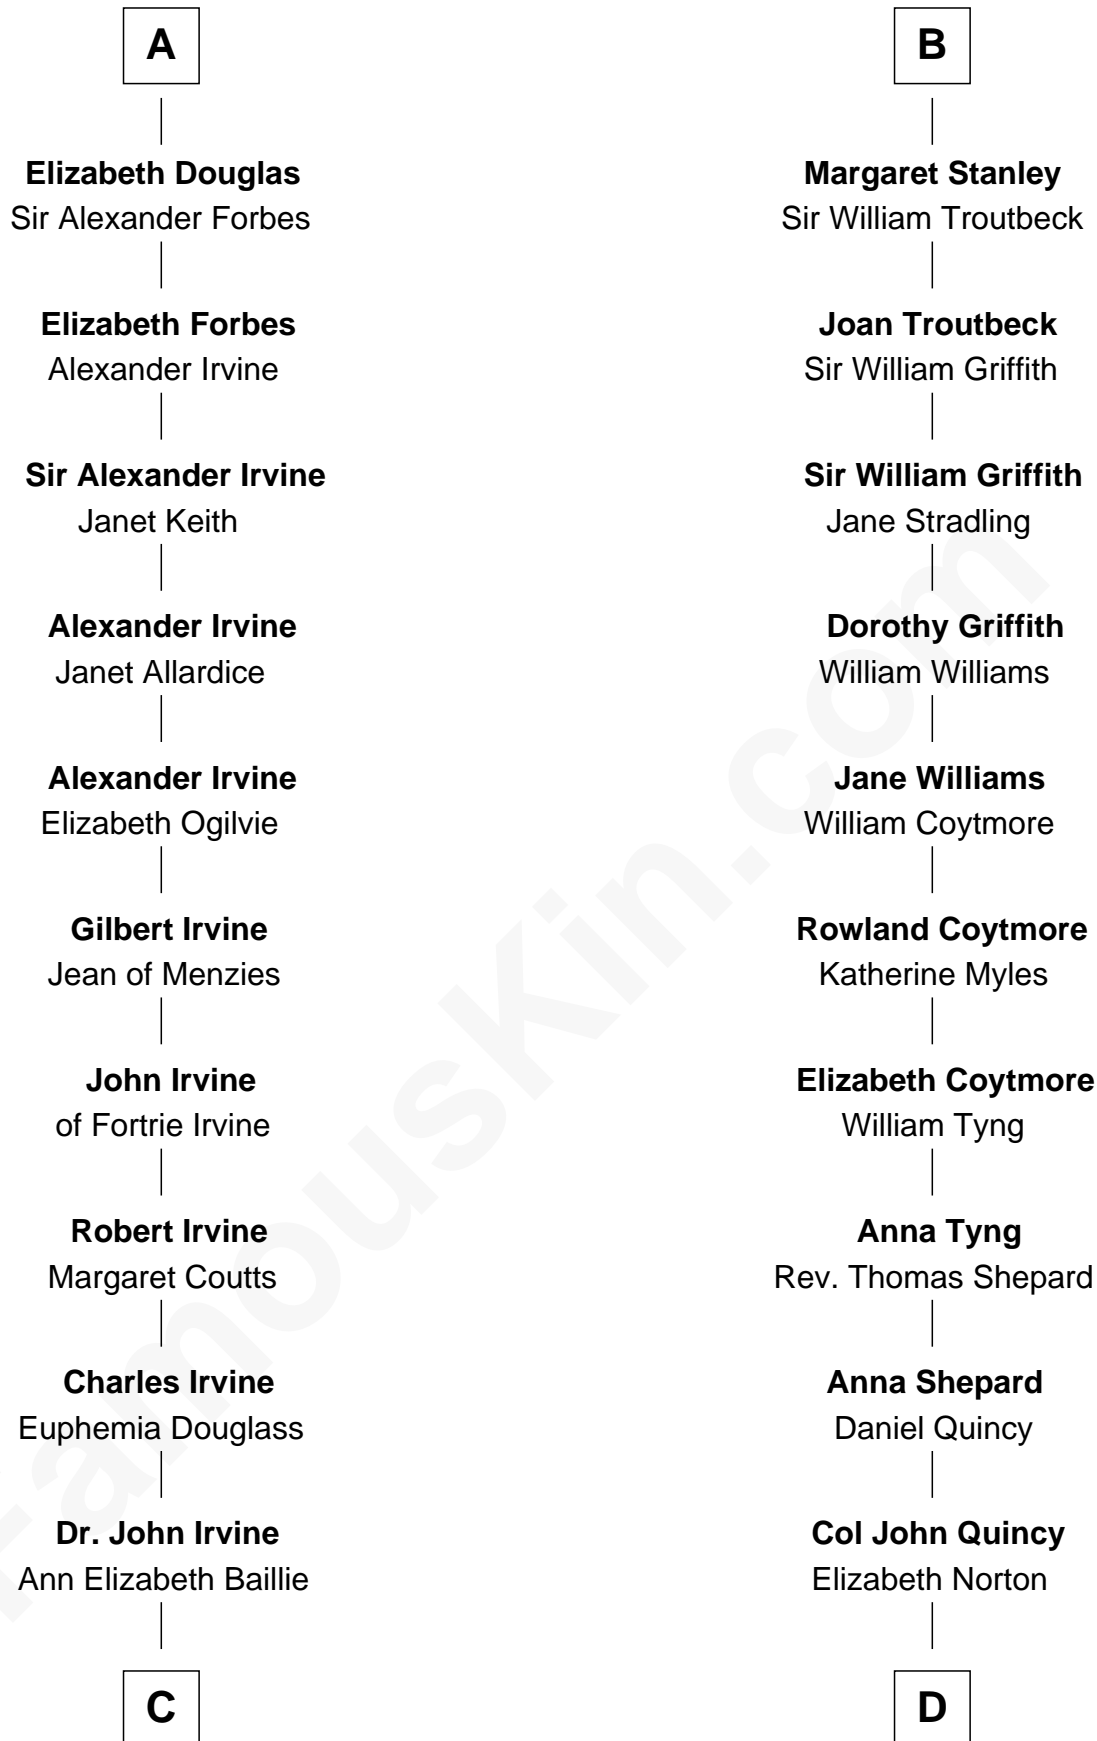 A
Elizabeth Douglas
Sir Alexander Forbes
Elizabeth Forbes
Alexander Irvine
Sir Alexander Irvine
Janet Keith
Alexander Irvine
Janet Allardice
Alexander Irvine
Elizabeth Ogilvie
Gilbert Irvine
Jean of Menzies
John Irvine
of Fortrie Irvine
Robert Irvine
Margaret Coutts
Charles Irvine
Euphemia Douglass
Dr. John Irvine
Ann Elizabeth Baillie
C
B
Margaret Stanley
Sir William Troutbeck
Joan Troutbeck
Sir William Griffith
Sir William Griffith
Jane Stradling
Dorothy Griffith
William Williams
Jane Williams
William Coytmore
Rowland Coytmore
Katherine Myles
Elizabeth Coytmore
William Tyng
Anna Tyng
Rev. Thomas Shepard
Anna Shepard
Daniel Quincy
Col John Quincy
Elizabeth Norton
D
FamousKin.com